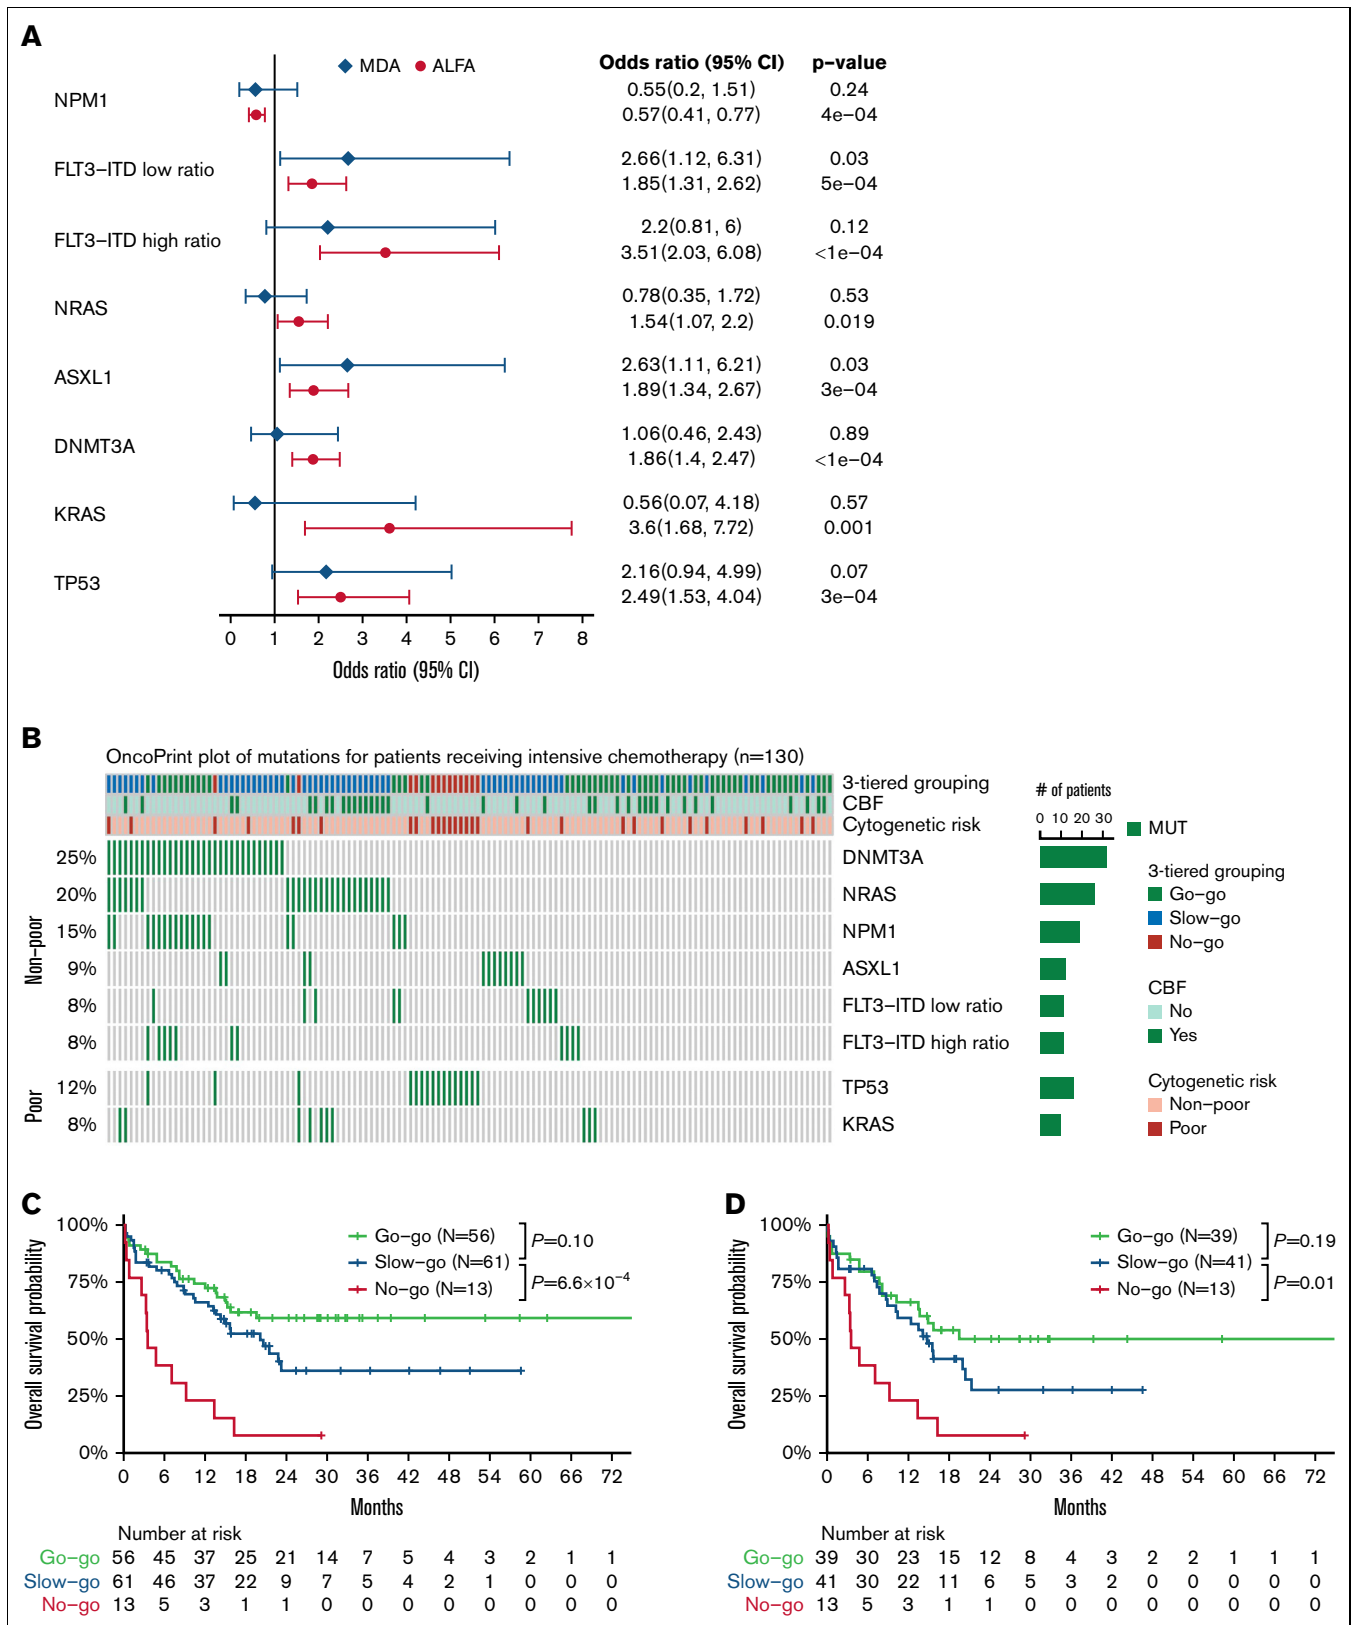 A
MDA ALFA Odds ratio (95% CI) p–value
NPM1
0.55(0.2, 1.51) 0.24
0.57(0.41, 0.77) 4e–04
FLT3–ITD low ratio
2.66(1.12, 6.31) 0.03
1.85(1.31, 2.62) 5e–04
FLT3–ITD high ratio
2.2(0.81, 6) 0.12
3.51(2.03, 6.08) <1e–04
NRAS
0.78(0.35, 1.72) 0.53
1.54(1.07, 2.2) 0.019
ASXL1
2.63(1.11, 6.21) 0.03
1.89(1.34, 2.67) 3e–04
DNMT3A
1.06(0.46, 2.43) 0.89
1.86(1.4, 2.47) <1e–04
KRAS
0.56(0.07, 4.18) 0.57
3.6(1.68, 7.72) 0.001
TP53
2.16(0.94, 4.99) 0.07
2.49(1.53, 4.04) 3e–04
0 1 2 3 4 5 6 7 8
Odds ratio (95% CI)
B
OncoPrint plot of mutations for patients receiving intensive chemotherapy (n=130)
3-tiered grouping
CBF
Cytogenetic risk
Non–poor
25% DNMT3A
20% NRAS
15% NPM1
9% ASXL1
8% FLT3–ITD low ratio
8% FLT3–ITD high ratio
Poor
12% TP53
8% KRAS
# of patients
0 10 20 30
MUT
3-tiered grouping
Go–go
Slow–go
No–go
CBF
No
Yes
Cytogenetic risk
Non–poor
Poor
C
Overall survival probability
100%
75%
50%
25%
0%
Go–go (N=56)
Slow–go (N=61)
No–go (N=13)
P=0.10
P=6.6×10⁻⁴
0 6 12 18 24 30 36 42 48 54 60 66 72
Months
Number at risk
Go–go 56 45 37 25 21 14 7 5 4 3 2 1 1
Slow–go 61 46 37 22 9 7 5 4 2 1 0 0 0
No–go 13 5 3 1 1 0 0 0 0 0 0 0 0
D
Overall survival probability
100%
75%
50%
25%
0%
Go–go (N=39)
Slow–go (N=41)
No–go (N=13)
P=0.19
P=0.01
0 6 12 18 24 30 36 42 48 54 60 66 72
Months
Number at risk
Go–go 39 30 23 15 12 8 4 3 2 2 1 1 1
Slow–go 41 30 22 11 6 5 3 2 0 0 0 0 0
No–go 13 5 3 1 1 0 0 0 0 0 0 0 0